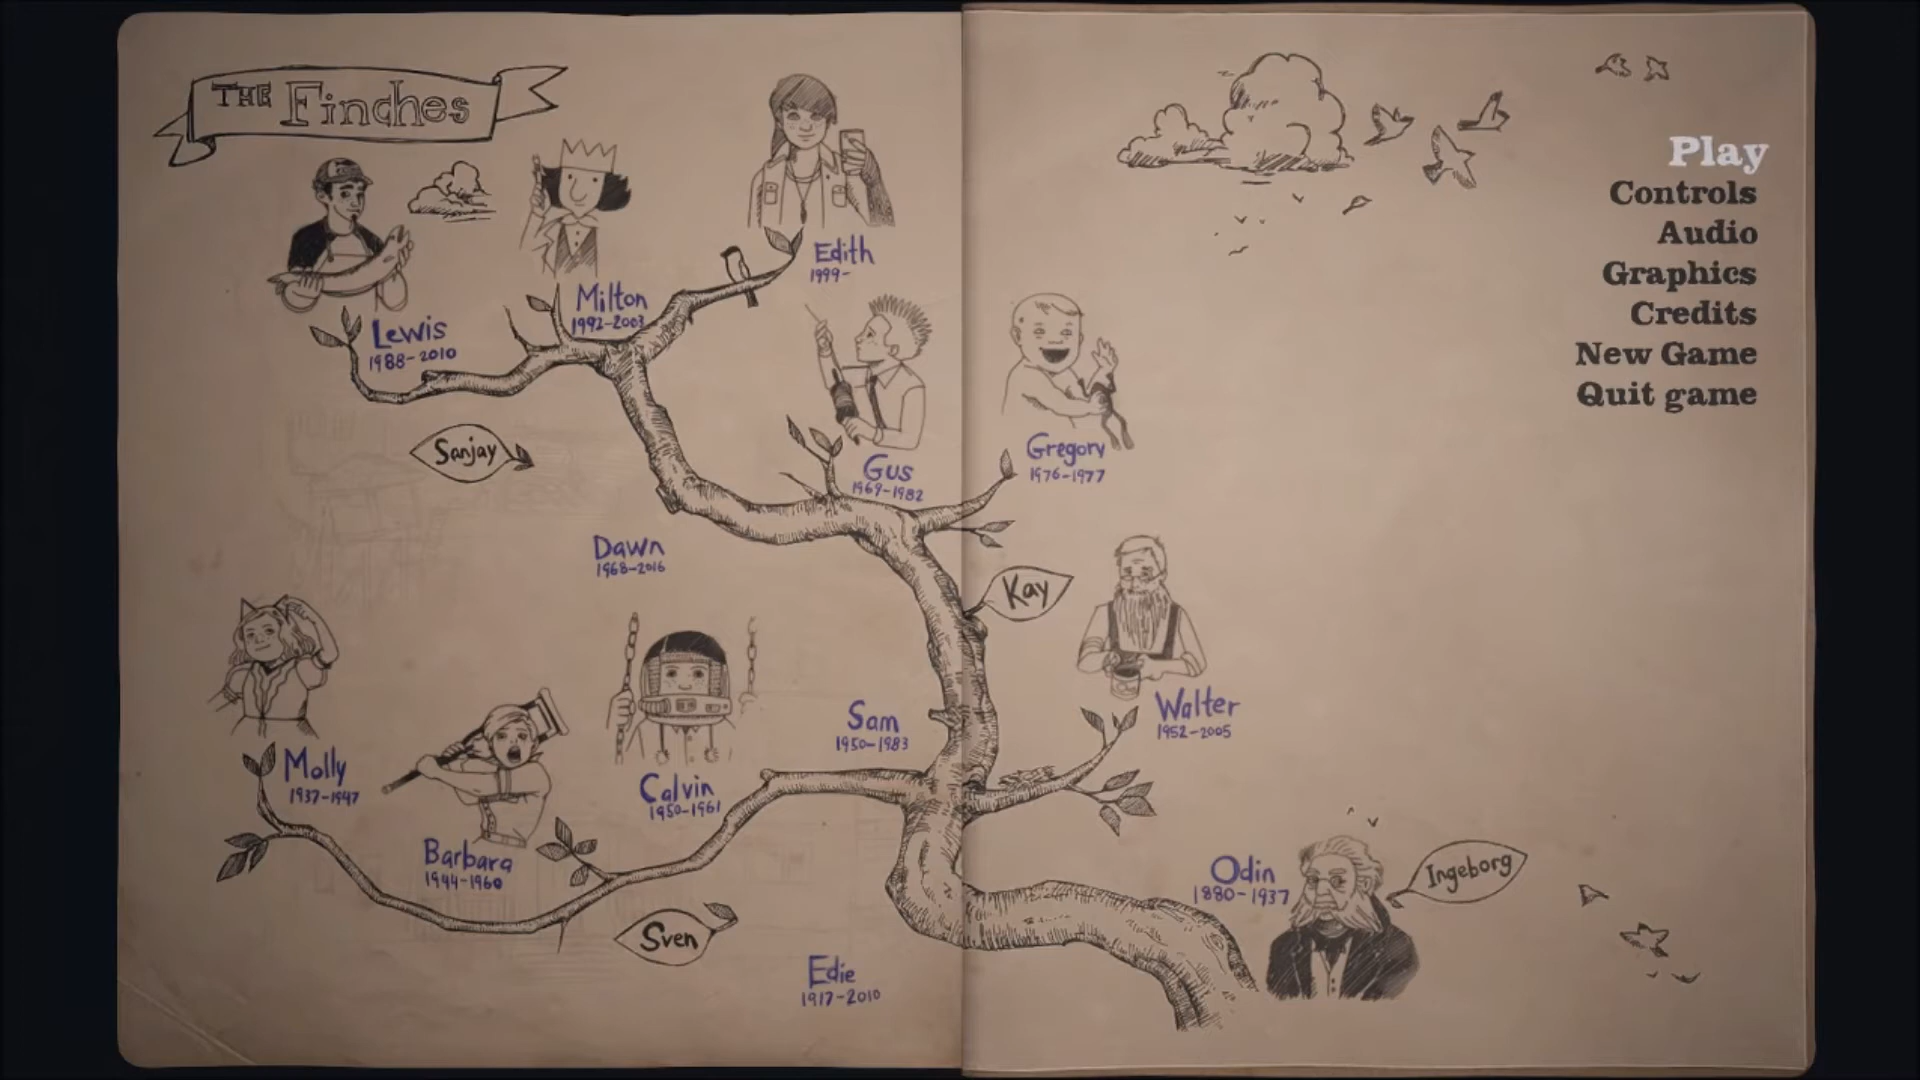 THE Finches
Edith
1999-
Milton
1992-2003
Lewis
1988-2010
Sanjay
Gus
1969-1982
Gregory
1976-1977
Dawn
1968-2016
Kay
Sam
1950-1983
Walter
1952-2005
Molly
1937-1947
Calvin
1950-1961
Barbara
1944-1960
Sven
Edie
1917-2010
Odin
1880-1937
Ingeborg
Play
Controls
Audio
Graphics
Credits
New Game
Quit game